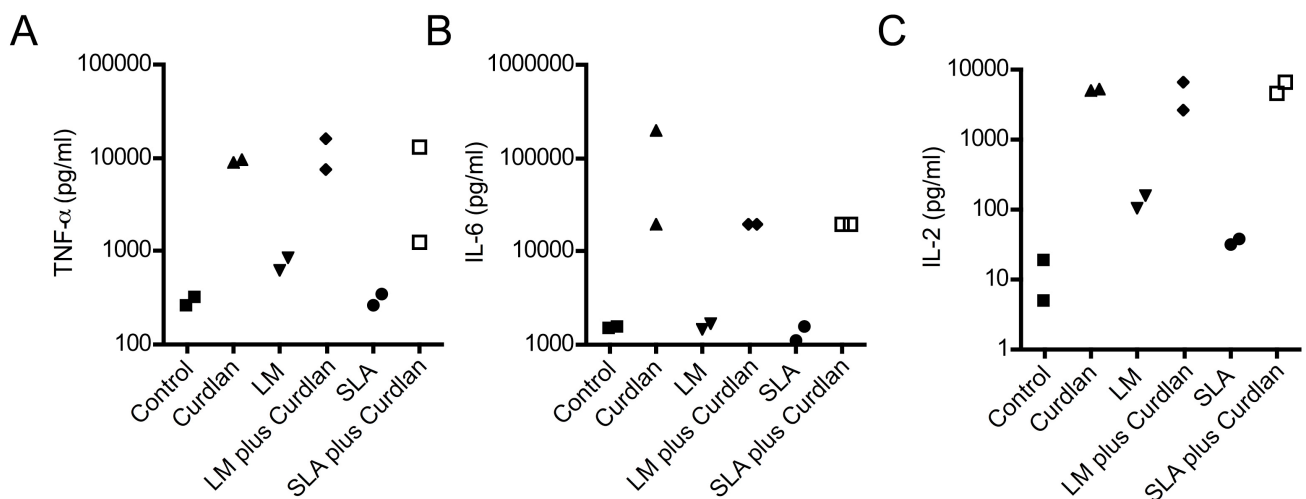 A
TNF-α (pg/ml)
100000
10000
1000
100
Control
Curdlan
LM
LM plus Curdlan
SLA
SLA plus Curdlan
B
IL-6 (pg/ml)
1000000
100000
10000
1000
Control
Curdlan
LM
LM plus Curdlan
SLA
SLA plus Curdlan
C
IL-2 (pg/ml)
10000
1000
100
10
1
Control
Curdlan
LM
LM plus Curdlan
SLA
SLA plus Curdlan